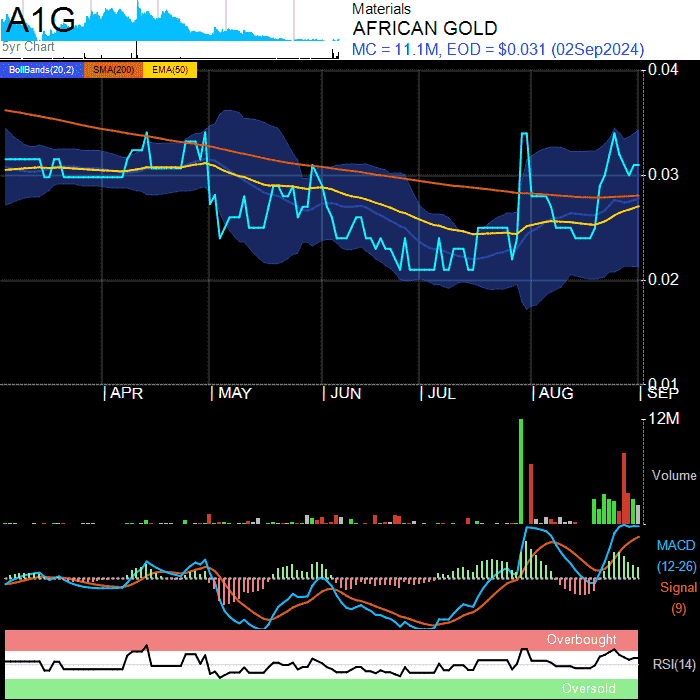 A1G
5yr Chart
Materials
AFRICAN GOLD
MC = 11.1M, EOD = $0.031 (02Sep2024)
BollBands(20,2) SMA(200) EMA(50)
0.04
0.03
0.02
0.01
APR MAY JUN JUL AUG SEP
12M
Volume
MACD
(12-26)
Signal
(9)
Overbought
RSI(14)
Oversold